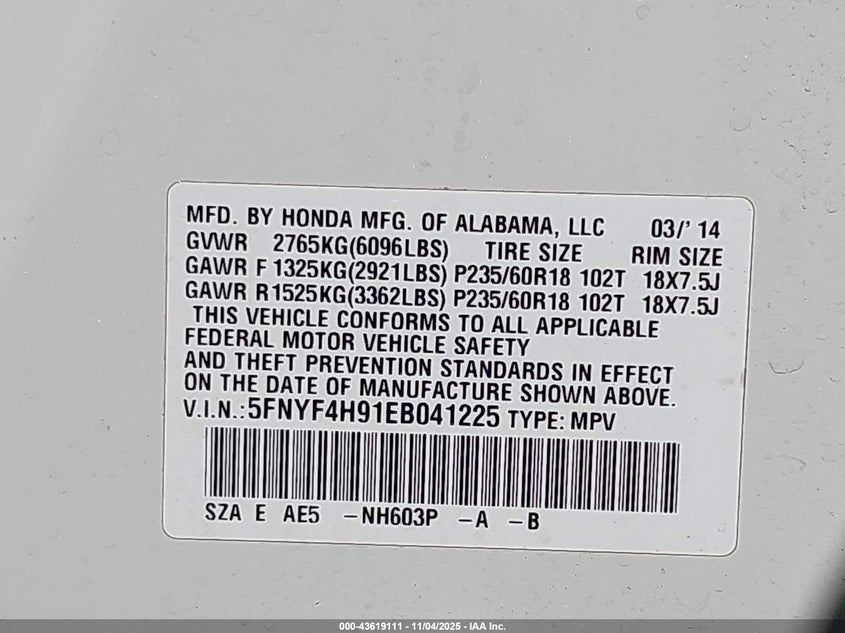 MFD. BY HONDA MFG. OF ALABAMA, LLC 03/' 14
GVWR 2765KG(6096LBS) TIRE SIZE RIM SIZE
GAWR F 1325KG(2921LBS) P235/60R18 102T 18X7.5J
GAWR R1525KG(3362LBS) P235/60R18 102T 18X7.5J
THIS VEHICLE CONFORMS TO ALL APPLICABLE
FEDERAL MOTOR VEHICLE SAFETY
AND THEFT PREVENTION STANDARDS IN EFFECT
ON THE DATE OF MANUFACTURE SHOWN ABOVE.
V.I.N.:5FNYF4H91EB041225 TYPE: MPV
SZA E AE5 -NH603P -A -B
000-43619111 - 11/04/2025 - IAA Inc.